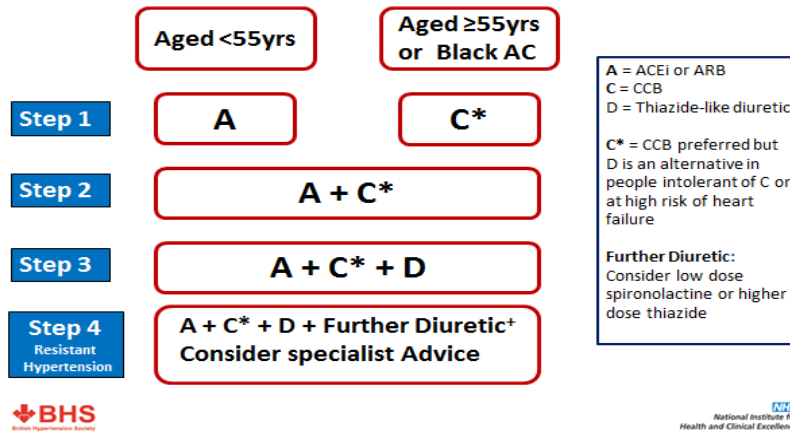 Aged <55yrs
Aged ≥55yrs
or Black AC
Step 1
A
C*
Step 2
A + C*
Step 3
A + C* + D
Step 4
Resistant
Hypertension
A + C* + D + Further Diuretic⁺
Consider specialist Advice
A = ACEi or ARB
C = CCB
D = Thiazide-like diuretic
C* = CCB preferred but
D is an alternative in
people intolerant of C or
at high risk of heart
failure
Further Diuretic:
Consider low dose
spironolactine or higher
dose thiazide
BHS
British Hypertension Society
NHS
National Institute f
Health and Clinical Excellen